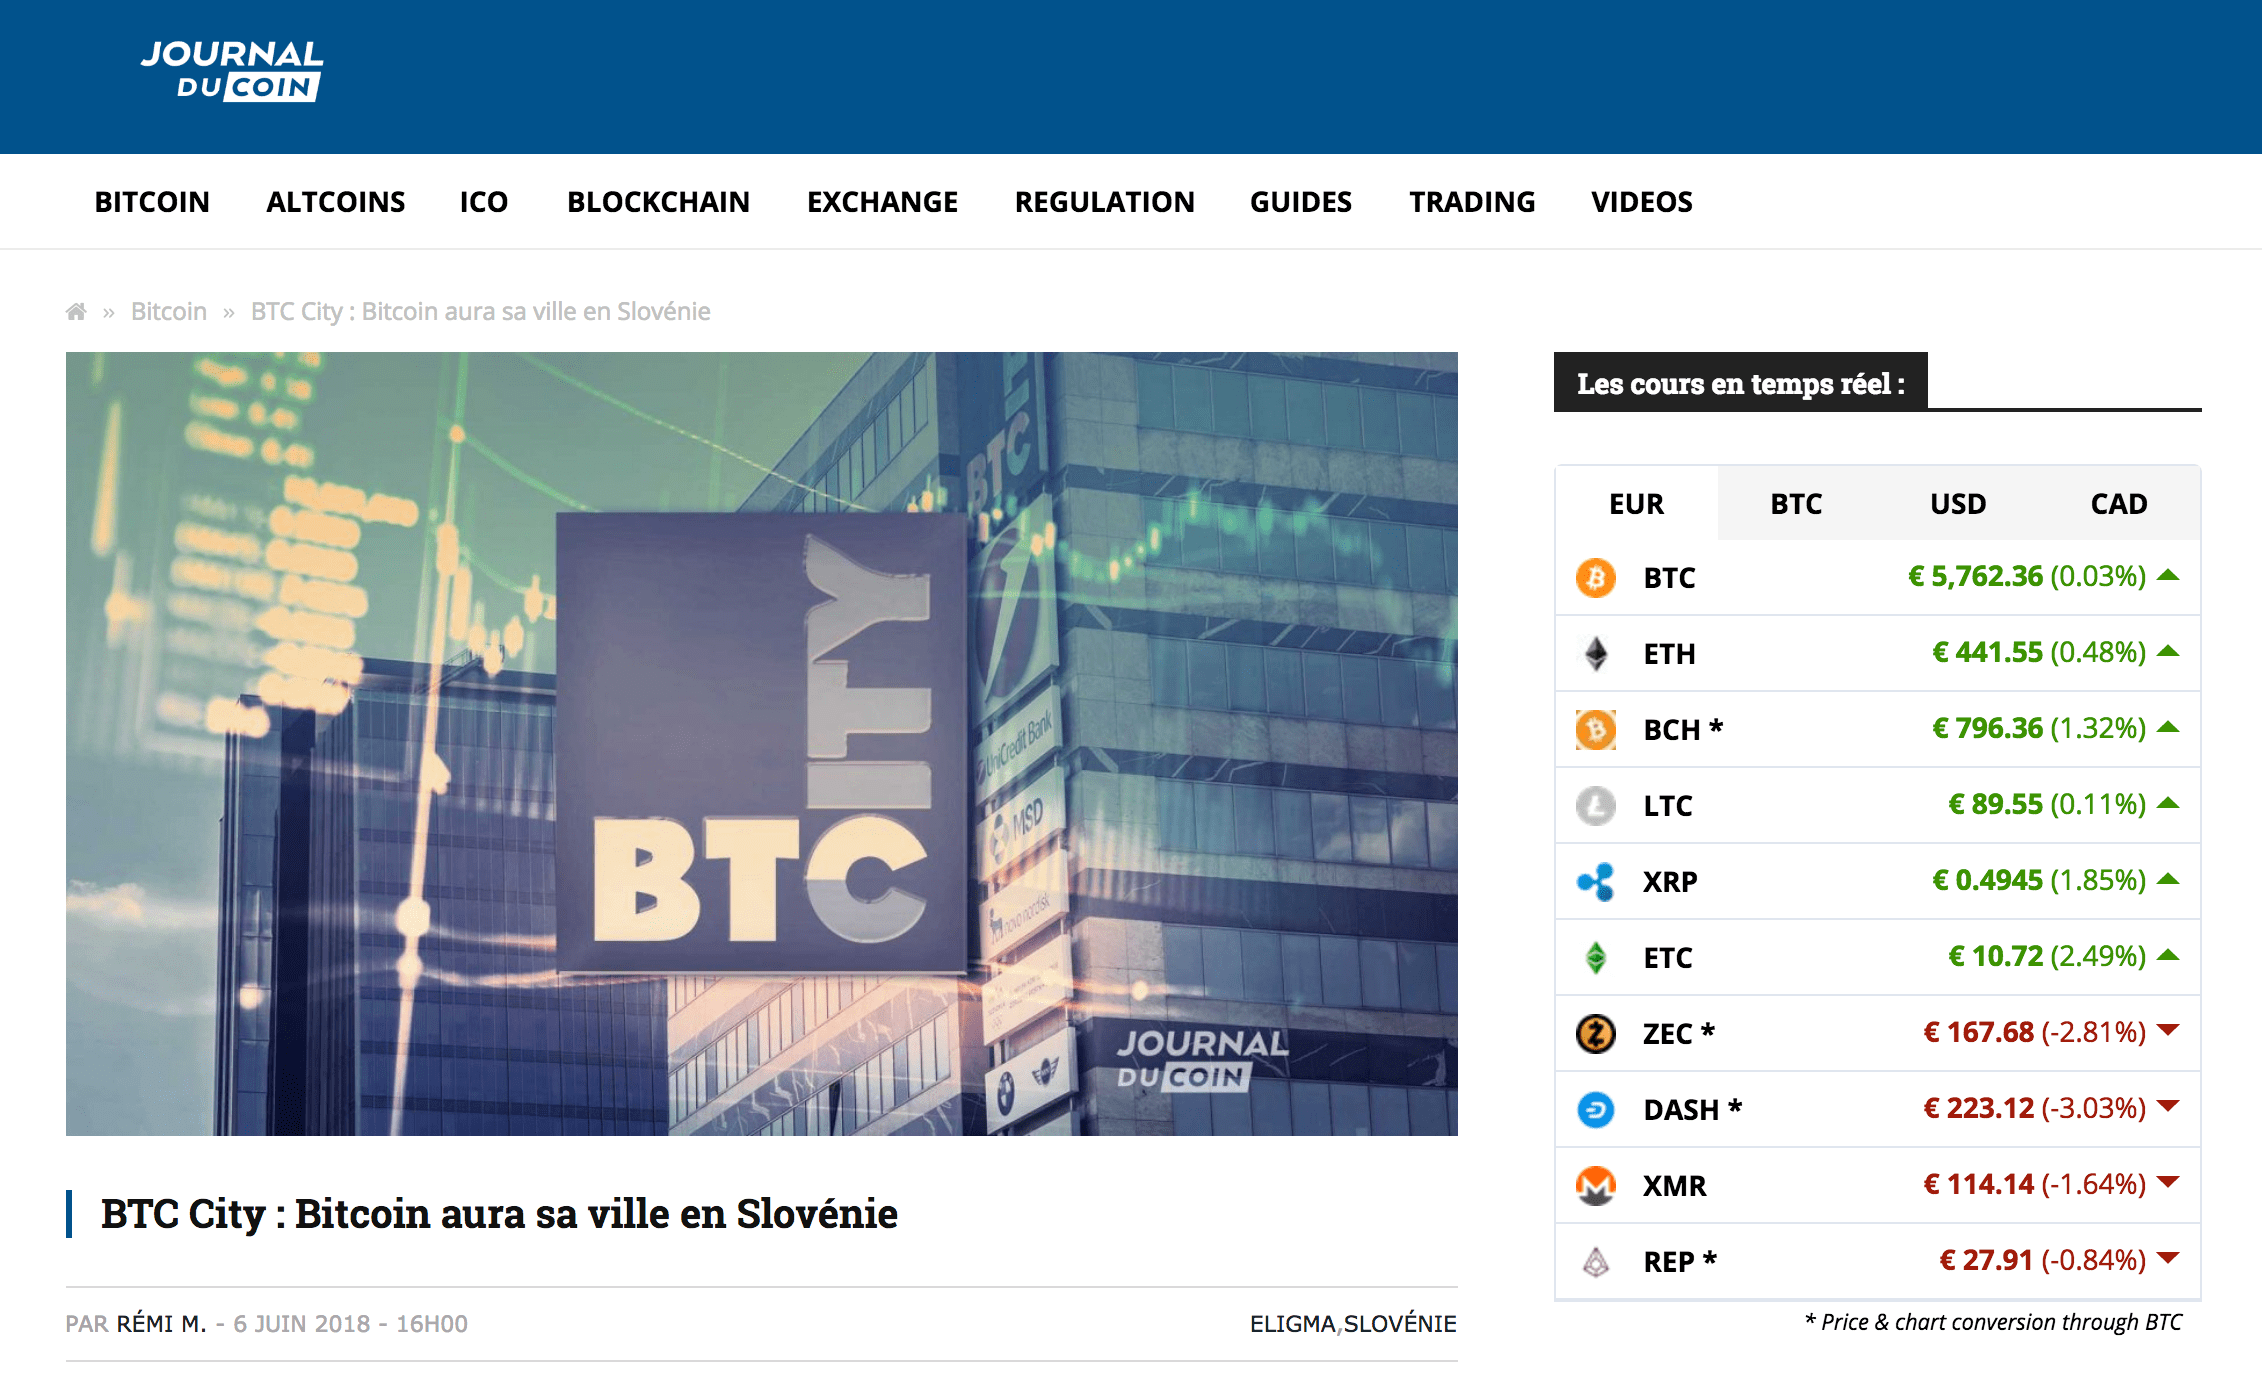 JOURNAL
DU COIN
BITCOIN ALTCOINS ICO BLOCKCHAIN EXCHANGE REGULATION GUIDES TRADING VIDEOS
» Bitcoin » BTC City : Bitcoin aura sa ville en Slovénie
BTC
CITY
BTC
UniCredit Bank
MSD
novo nordisk
JOURNAL
DU COIN
BTC City : Bitcoin aura sa ville en Slovénie
PAR RÉMI M. - 6 JUIN 2018 - 16H00
ELIGMA,SLOVÉNIE
Les cours en temps réel :
EUR BTC USD CAD
BTC € 5,762.36 (0.03%)
ETH € 441.55 (0.48%)
BCH * € 796.36 (1.32%)
LTC € 89.55 (0.11%)
XRP € 0.4945 (1.85%)
ETC € 10.72 (2.49%)
ZEC * € 167.68 (-2.81%)
DASH * € 223.12 (-3.03%)
XMR € 114.14 (-1.64%)
REP * € 27.91 (-0.84%)
* Price & chart conversion through BTC